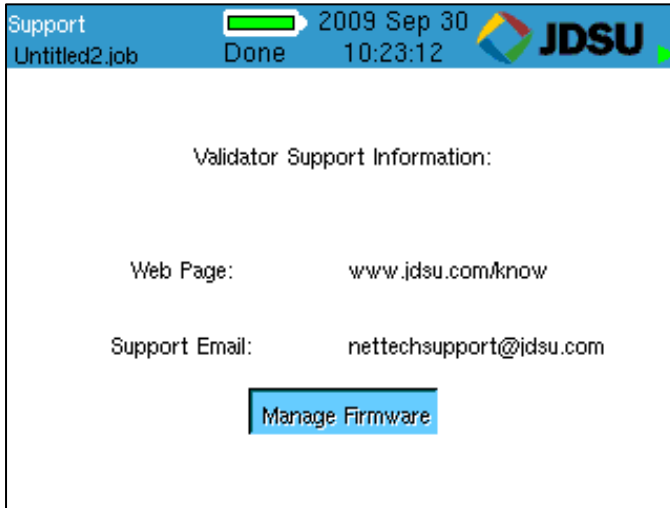 Support
Untitled2.job
Done
2009 Sep 30
10:23:12
JDSU
Validator Support Information:
Web Page: www.jdsu.com/know
Support Email: nettechsupport@jdsu.com
Manage Firmware